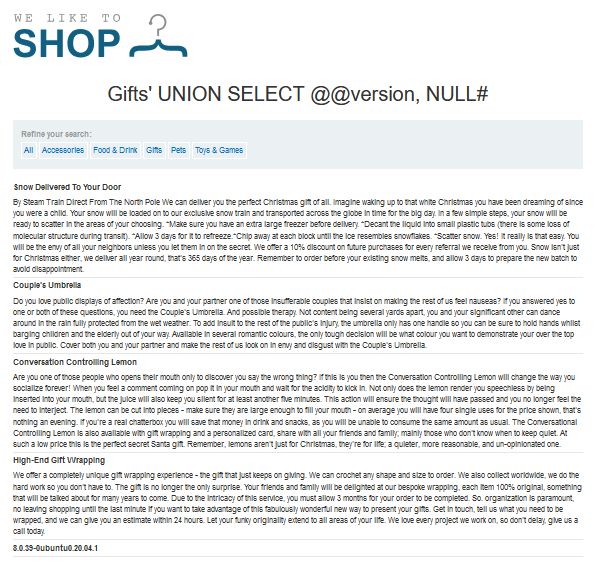 WE LIKE TO
SHOP
Gifts' UNION SELECT @@version, NULL#
Refine your search:
All Accessories Food & Drink Gifts Pets Toys & Games
Snow Delivered To Your Door
By Steam Train Direct From The North Pole We can deliver you the perfect Christmas gift of all. Imagine waking up to that white Christmas you have been dreaming of since
you were a child. Your snow will be loaded on to our exclusive snow train and transported across the globe in time for the big day. In a few simple steps, your snow will be
ready to scatter in the areas of your choosing. *Make sure you have an extra large freezer before delivery. *Decant the liquid into small plastic tubs (there is some loss of
molecular structure during transit). *Allow 3 days for it to refreeze.*Chip away at each block until the ice resembles snowflakes. *Scatter snow. Yes! It really is that easy. You
will be the envy of all your neighbors unless you let them in on the secret. We offer a 10% discount on future purchases for every referral we receive from you. Snow isn't just
for Christmas either, we deliver all year round, that's 365 days of the year. Remember to order before your existing snow melts, and allow 3 days to prepare the new batch to
avoid disappointment.
Couple's Umbrella
Do you love public displays of affection? Are you and your partner one of those insufferable couples that insist on making the rest of us feel nauseas? If you answered yes to
one or both of these questions, you need the Couple's Umbrella. And possible therapy. Not content being several yards apart, you and your significant other can dance
around in the rain fully protected from the wet weather. To add insult to the rest of the public's injury, the umbrella only has one handle so you can be sure to hold hands whilst
barging children and the elderly out of your way. Available in several romantic colours, the only tough decision will be what colour you want to demonstrate your over the top
love in public. Cover both you and your partner and make the rest of us look on in envy and disgust with the Couple's Umbrella.
Conversation Controlling Lemon
Are you one of those people who opens their mouth only to discover you say the wrong thing? If this is you then the Conversation Controlling Lemon will change the way you
socialize forever! When you feel a comment coming on pop it in your mouth and wait for the acidity to kick in. Not only does the lemon render you speechless by being
inserted into your mouth, but the juice will also keep you silent for at least another five minutes. This action will ensure the thought will have passed and you no longer feel the
need to interject. The lemon can be cut into pieces - make sure they are large enough to fill your mouth - on average you will have four single uses for the price shown, that's
nothing an evening. If you're a real chatterbox you will save that money in drink and snacks, as you will be unable to consume the same amount as usual. The Conversational
Controlling Lemon is also available with gift wrapping and a personalized card, share with all your friends and family; mainly those who don't know when to keep quiet. At
such a low price this is the perfect secret Santa gift. Remember, lemons aren't just for Christmas, they're for life; a quieter, more reasonable, and un-opinionated one.
High-End Gift Wrapping
We offer a completely unique gift wrapping experience - the gift that just keeps on giving. We can crochet any shape and size to order. We also collect worldwide, we do the
hard work so you don't have to. The gift is no longer the only surprise. Your friends and family will be delighted at our bespoke wrapping, each item 100% original, something
that will be talked about for many years to come. Due to the intricacy of this service, you must allow 3 months for your order to be completed. So. organization is paramount,
no leaving shopping until the last minute if you want to take advantage of this fabulously wonderful new way to present your gifts. Get in touch, tell us what you need to be
wrapped, and we can give you an estimate within 24 hours. Let your funky originality extend to all areas of your life. We love every project we work on, so don't delay, give us a
call today.
8.0.39-0ubuntu0.20.04.1